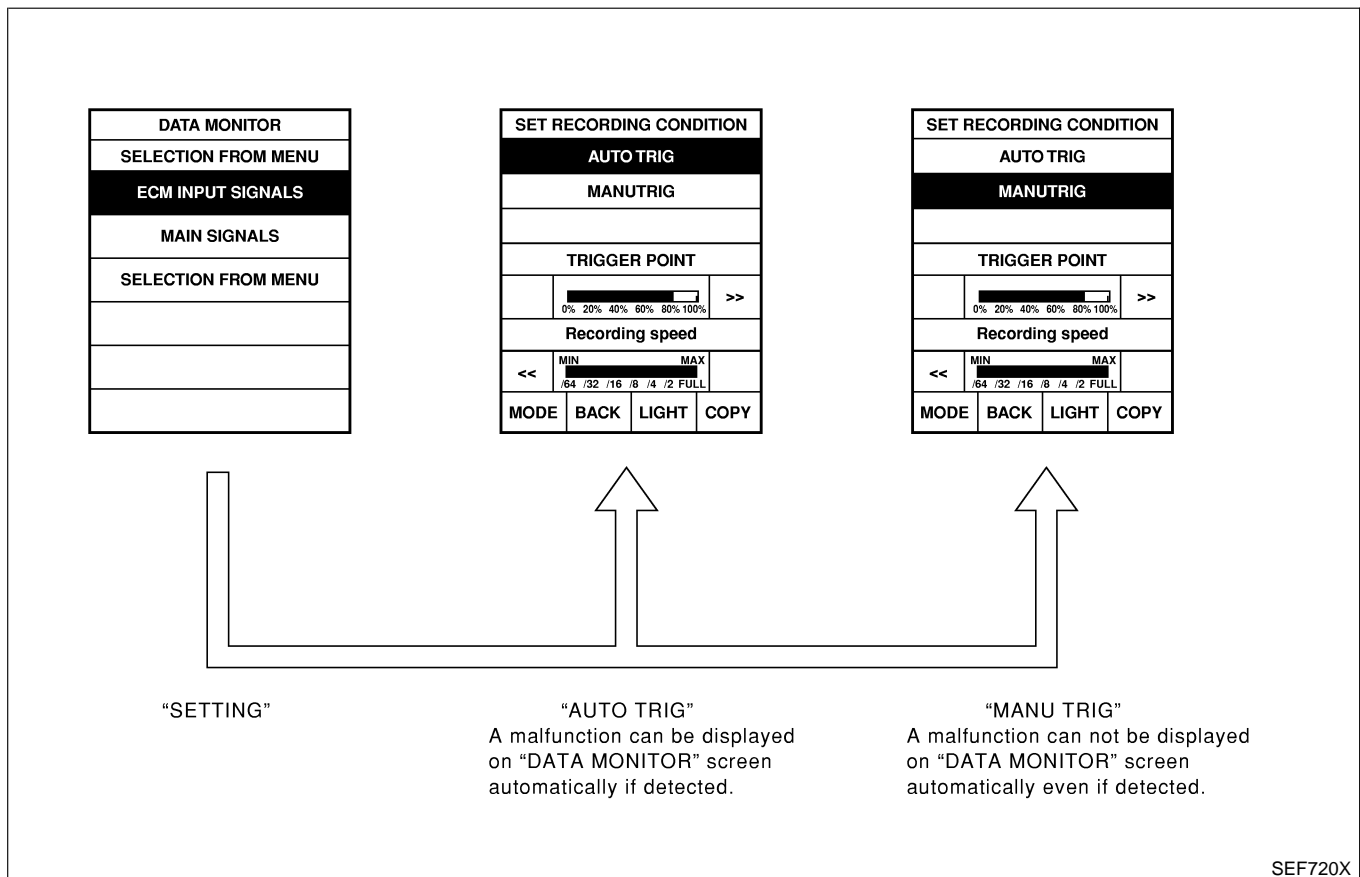 DATA MONITOR
SELECTION FROM MENU
ECM INPUT SIGNALS
MAIN SIGNALS
SELECTION FROM MENU
SET RECORDING CONDITION
AUTO TRIG
MANUTRIG
TRIGGER POINT
>>
0% 20% 40% 60% 80% 100%
Recording speed
MIN MAX
<<
/64 /32 /16 /8 /4 /2 FULL
MODE BACK LIGHT COPY
SET RECORDING CONDITION
AUTO TRIG
MANUTRIG
TRIGGER POINT
>>
0% 20% 40% 60% 80% 100%
Recording speed
MIN MAX
<<
/64 /32 /16 /8 /4 /2 FULL
MODE BACK LIGHT COPY
“SETTING”
“AUTO TRIG”
A malfunction can be displayed
on “DATA MONITOR” screen
automatically if detected.
“MANU TRIG”
A malfunction can not be displayed
on “DATA MONITOR” screen
automatically even if detected.
SEF720X